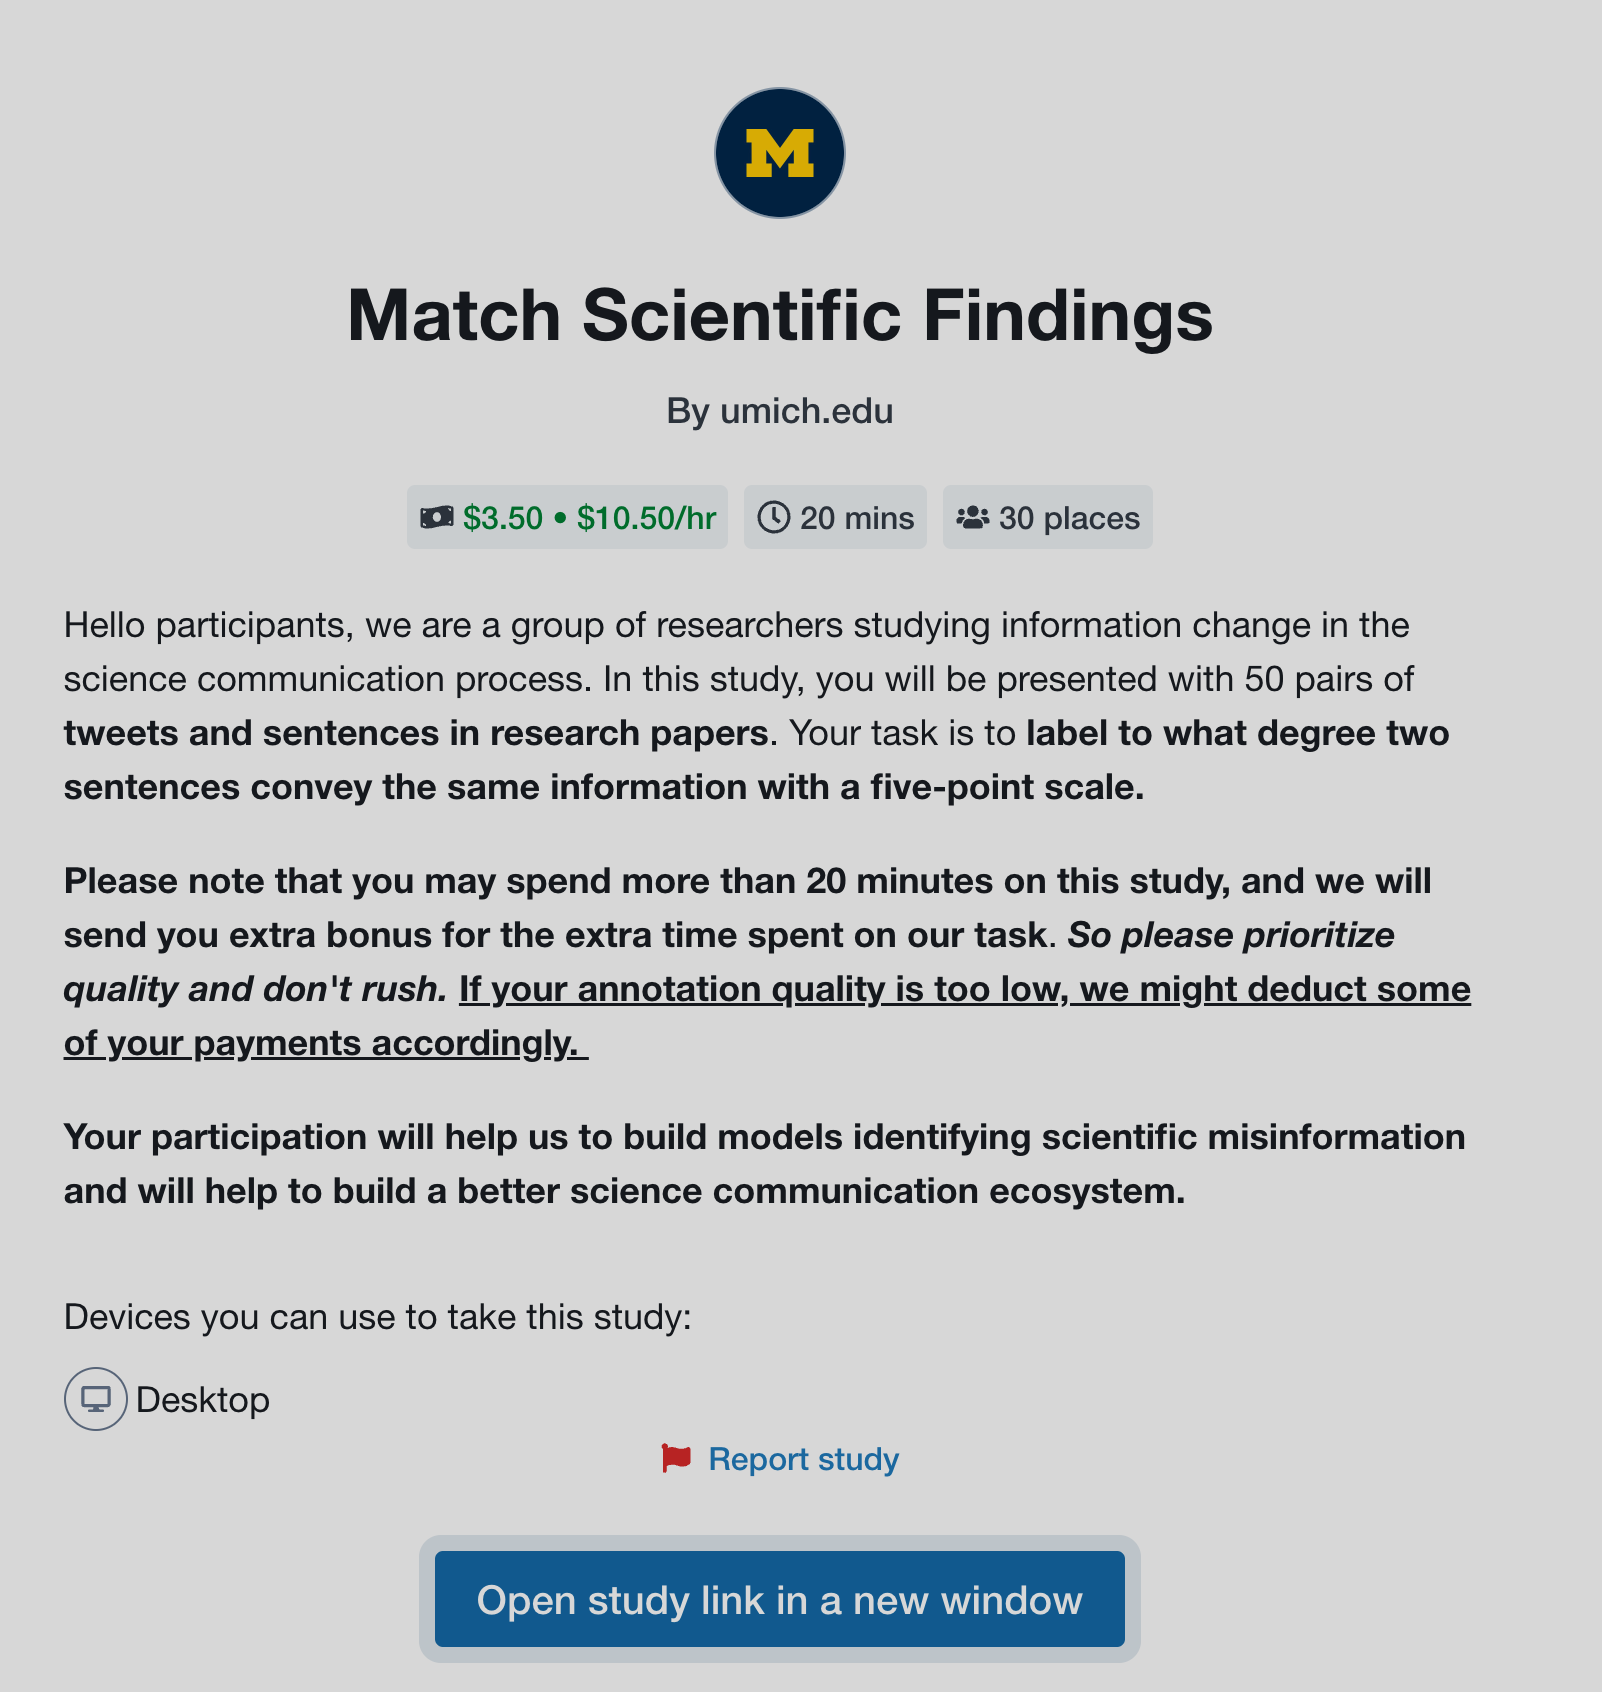 M
Match Scientific Findings
By umich.edu
$3.50 • $10.50/hr
20 mins
30 places
Hello participants, we are a group of researchers studying information change in the
science communication process. In this study, you will be presented with 50 pairs of
tweets and sentences in research papers. Your task is to label to what degree two
sentences convey the same information with a five-point scale.
Please note that you may spend more than 20 minutes on this study, and we will
send you extra bonus for the extra time spent on our task. So please prioritize
quality and don't rush. If your annotation quality is too low, we might deduct some
of your payments accordingly.
Your participation will help us to build models identifying scientific misinformation
and will help to build a better science communication ecosystem.
Devices you can use to take this study:
Desktop
Report study
Open study link in a new window